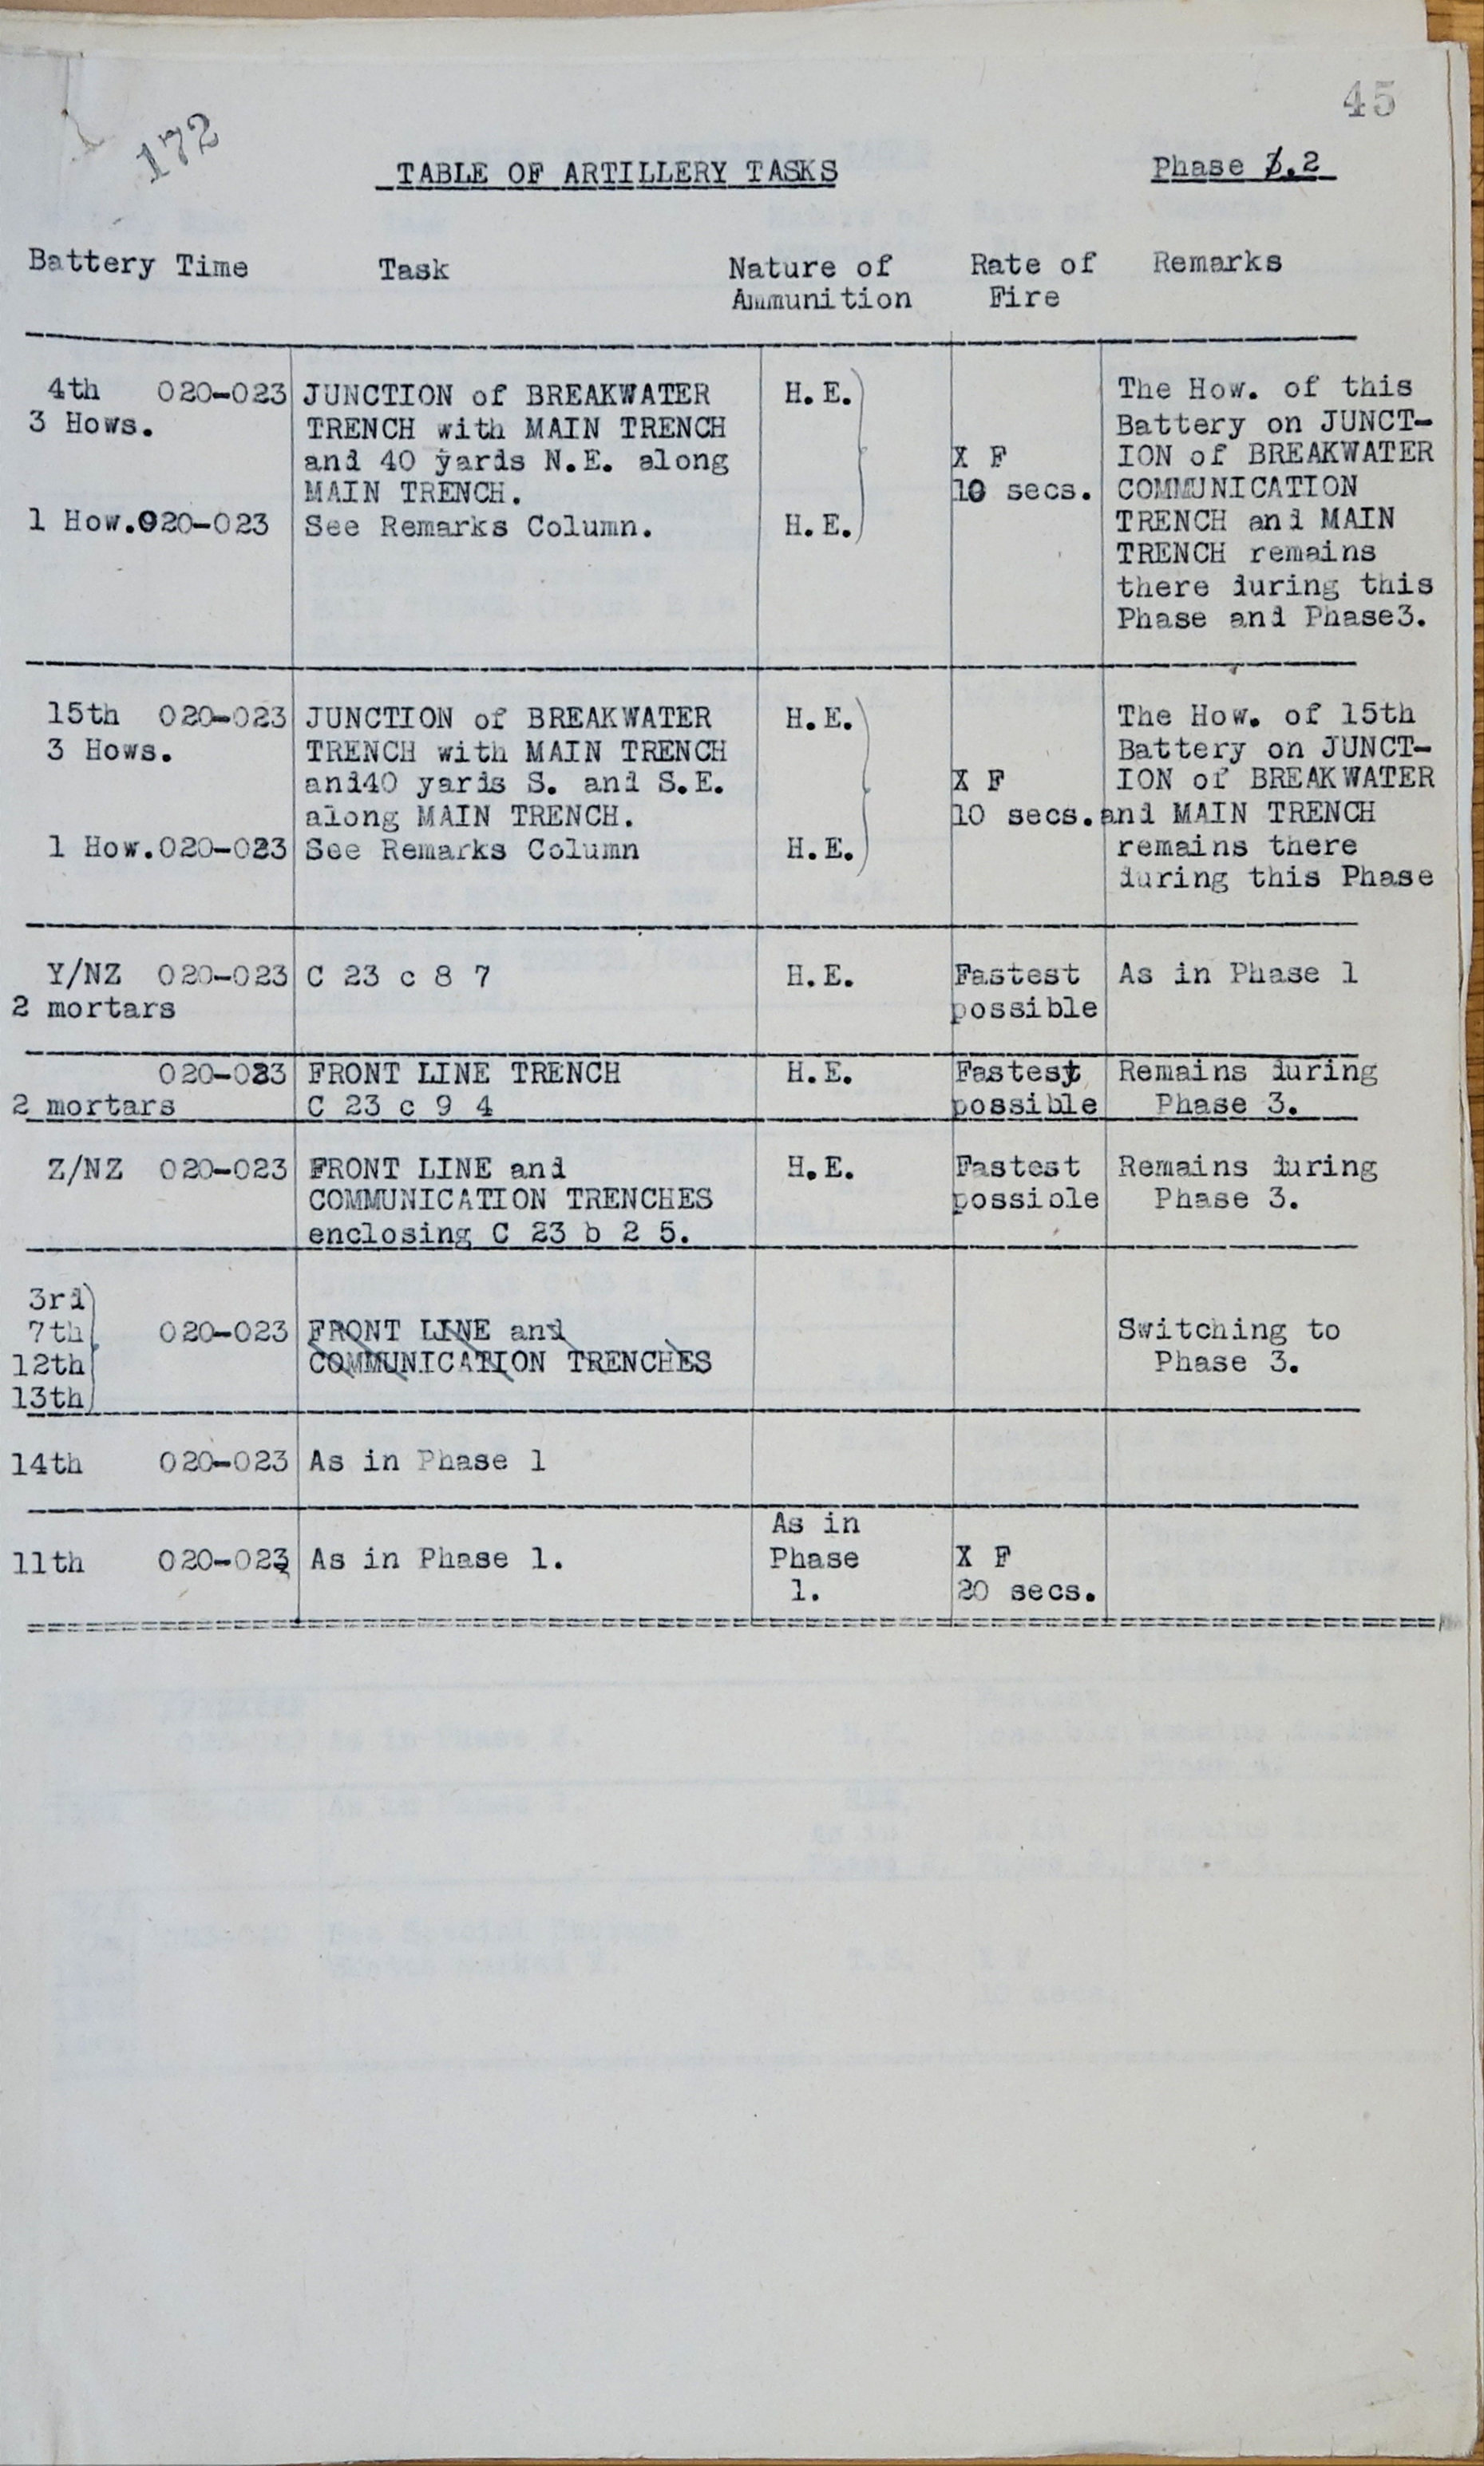 45
172
TABLE OF ARTILLERY TASKS Phase 2
Battery Time Task Nature of Ammunition Rate of Fire Remarks
4th 020-023 JUNCTION of BREAKWATER H.E. The How. of this
3 Hows. TRENCH with MAIN TRENCH Battery on JUNCT-
and 40 yards N.E. along X F ION of BREAKWATER
MAIN TRENCH. 10 secs. COMMUNICATION
1 How. 020-023 See Remarks Column. H.E. TRENCH and MAIN
TRENCH remains
there during this
Phase and Phase3.
15th 020-023 JUNCTION of BREAKWATER H.E. The How. of 15th
3 Hows. TRENCH with MAIN TRENCH Battery on JUNCT-
and40 yards S. and S.E. X F ION of BREAKWATER
along MAIN TRENCH. 10 secs. and MAIN TRENCH
1 How. 020-023 See Remarks Column H.E. remains there
during this Phase
Y/NZ 020-023 C 23 c 8 7 H.E. Fastest As in Phase 1
2 mortars possible
020-023 FRONT LINE TRENCH H.E. Fastest Remains during
2 mortars C 23 c 9 4 possible Phase 3.
Z/NZ 020-023 FRONT LINE and H.E. Fastest Remains during
COMMUNICATION TRENCHES possible Phase 3.
enclosing C 23 b 2 5.
3rd
7th 020-023 FRONT LINE and Switching to
12th COMMUNICATION TRENCHES Phase 3.
13th
14th 020-023 As in Phase 1
As in
11th 020-023 As in Phase 1. Phase X F
1. 20 secs.